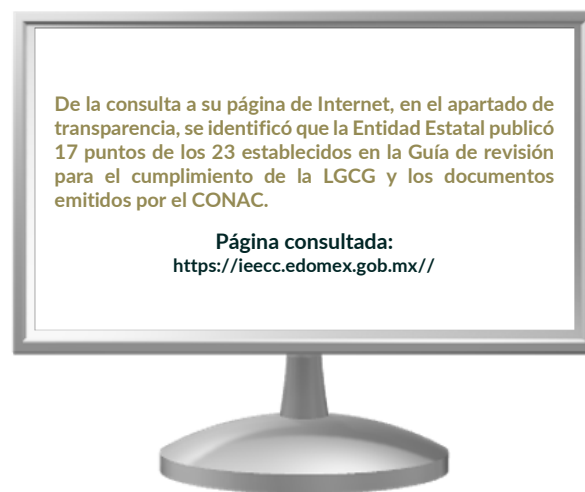 De la consulta a su página de Internet, en el apartado de
transparencia, se identificó que la Entidad Estatal publicó
17 puntos de los 23 establecidos en la Guía de revisión
para el cumplimiento de la LGCG y los documentos
emitidos por el CONAC.
Página consultada:
https://ieecc.edomex.gob.mx//